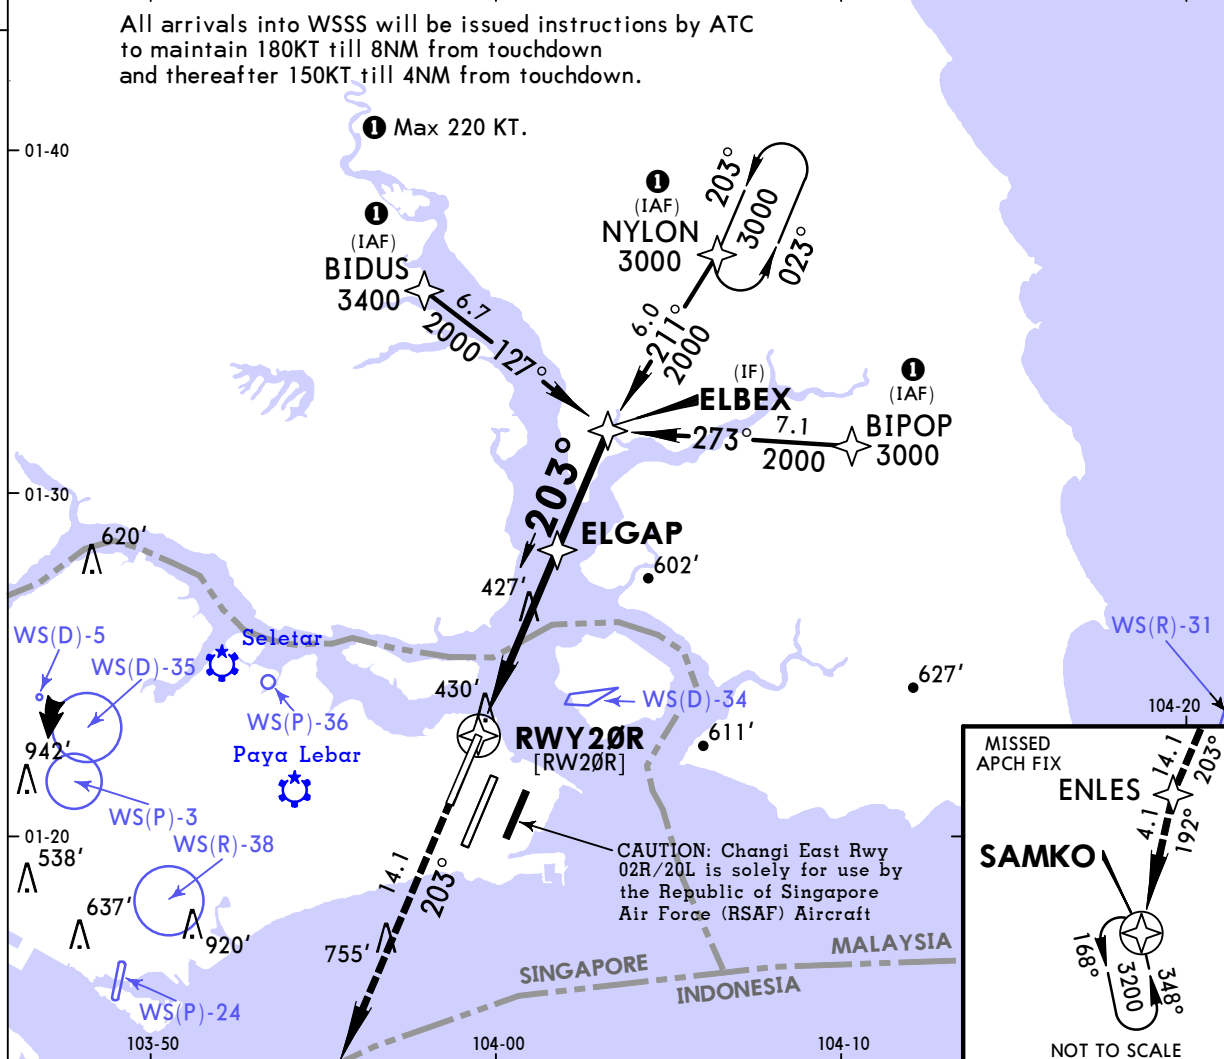 All arrivals into WSSS will be issued instructions by ATC
to maintain 180KT till 8NM from touchdown
and thereafter 150KT till 4NM from touchdown.
1 Max 220 KT.
01-40
1
(IAF)
NYLON
3000
203°
3000
023°
1
(IAF)
BIDUS
3400
6.7
2000
127°
6.0
211°
2000
(IF)
ELBEX
1
(IAF)
BIPOP
3000
7.1
273°
2000
01-30
203°
ELGAP
620'
602'
427'
WS(D)-5
Seletar
WS(R)-31
WS(D)-35
627'
430'
WS(D)-34
WS(P)-36
104-20
942'
Paya Lebar
RWY2Ø​R
[RW2ØR]
611'
WS(P)-3
01-20
WS(R)-38
538'
CAUTION: Changi East Rwy
02R/20L is solely for use by
the Republic of Singapore
Air Force (RSAF) Aircraft
14.1
203°
637'
920'
755'
WS(P)-24
SINGAPORE
MALAYSIA
INDONESIA
103-50
104-00
104-10
MISSED
APCH FIX
14.1
203°
ENLES
4.1
192°
SAMKO
168°
3200
348°
NOT TO SCALE